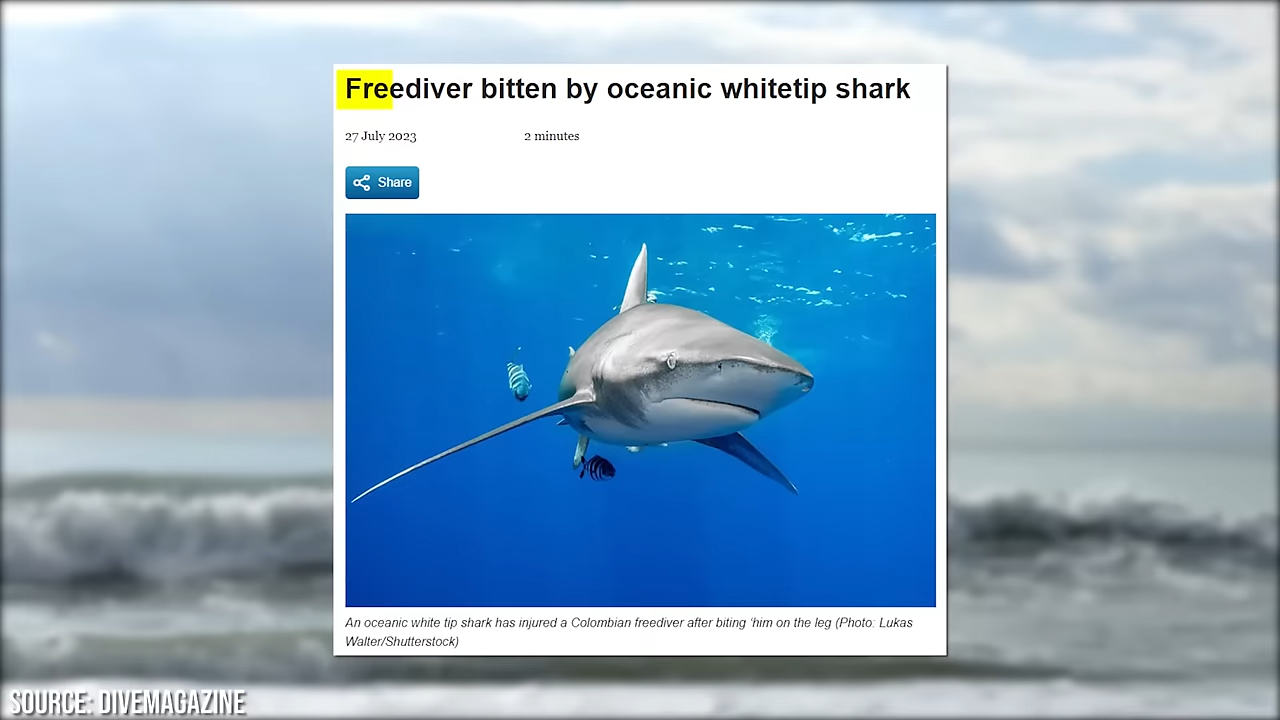 Freediver bitten by oceanic whitetip shark
27 July 2023 2 minutes
Share
An oceanic white tip shark has injured a Colombian freediver after biting 'him on the leg (Photo: Lukas
Walter/Shutterstock)
SOURCE: DIVEMAGAZINE